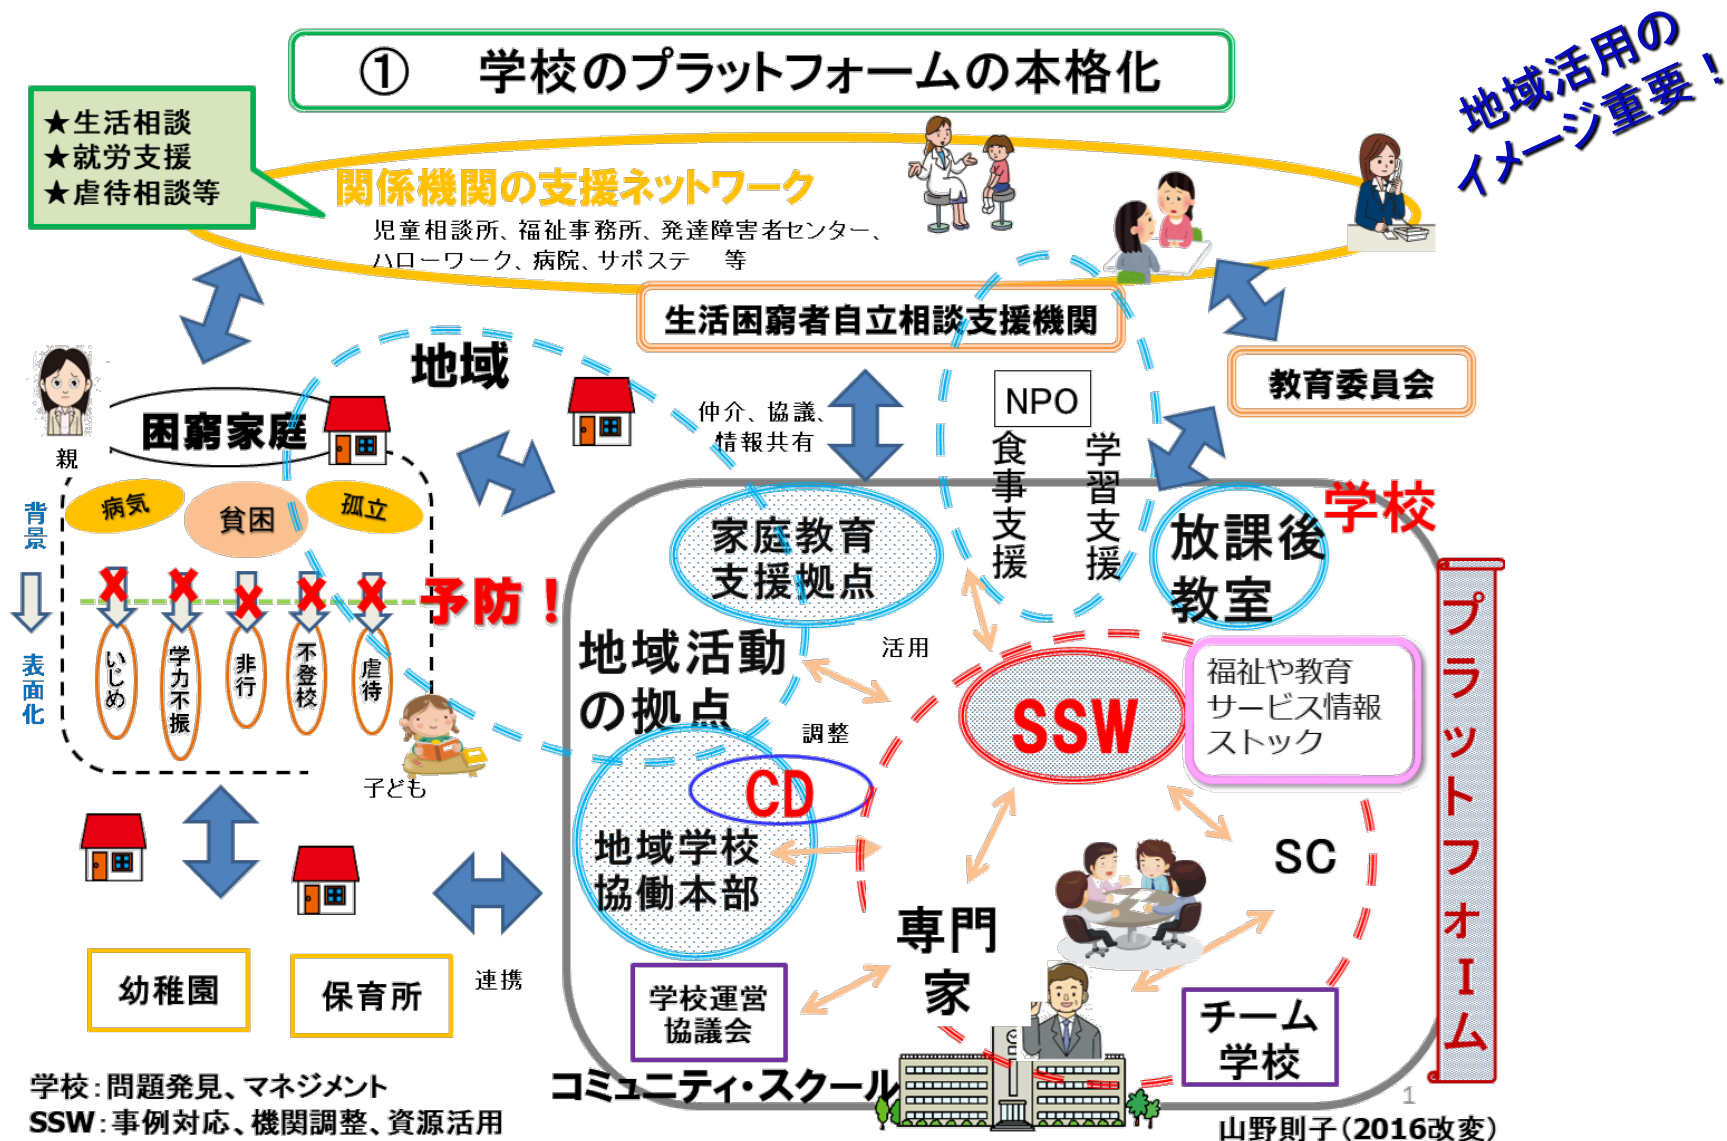 ① 学校のプラットフォームの本格化
地域活用の
イメージ重要！
★生活相談
★就労支援
★虐待相談等
関係機関の支援ネットワーク
児童相談所、福祉事務所、発達障害者センター、
ハローワーク、病院、サポステ 等
生活困窮者自立相談支援機関
教育委員会
地域
仲介、協議、
情報共有
NPO
食事支援
学習支援
親
困窮家庭
背景
表面化
病気
貧困
孤立
予防！
いじめ
学力不振
非行
不登校
虐待
子ども
学校
家庭教育
支援拠点
放課後
教室
地域活動
の拠点
活用
調整
SSW
福祉や教育
サービス情報
ストック
プラットフォーム
CD
地域学校
協働本部
SC
専門
家
学校運営
協議会
チーム
学校
幼稚園
保育所
連携
コミュニティ・スクール
学校：問題発見、マネジメント
SSW：事例対応、機関調整、資源活用
1
山野則子（2016改変）